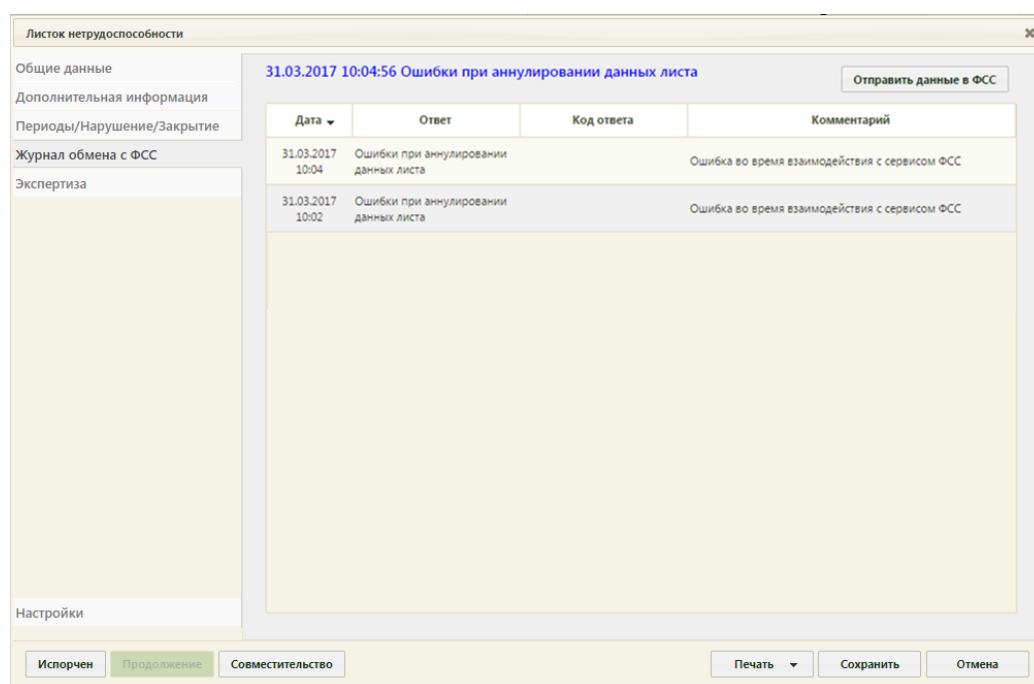 Листок нетрудоспособности
Общие данные
Дополнительная информация
Периоды/Нарушение/Закрытие
Журнал обмена с ФСС
Экспертиза
Настройки
31.03.2017 10:04:56 Ошибки при аннулировании данных листа
Отправить данные в ФСС
Дата Ответ Код ответа Комментарий
31.03.2017 Ошибки при аннулировании
10:04 данных листа
Ошибка во время взаимодействия с сервисом ФСС
31.03.2017 Ошибки при аннулировании
10:02 данных листа
Ошибка во время взаимодействия с сервисом ФСС
Испорчен Продолжение Совместительство Печать Сохранить Отмена